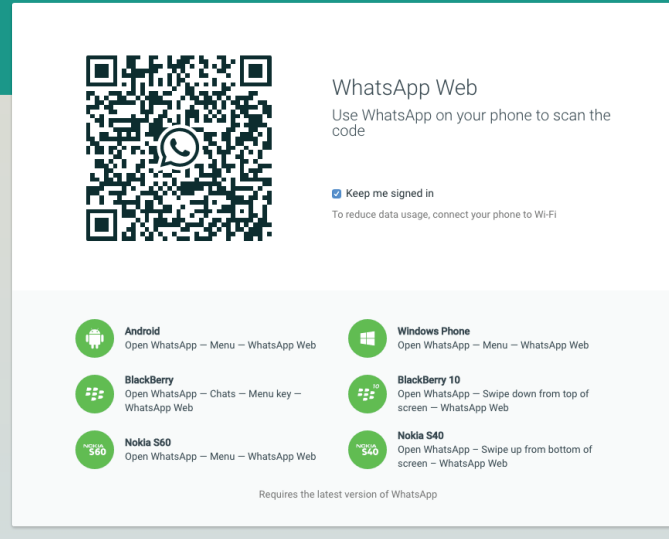 WhatsApp Web
Use WhatsApp on your phone to scan the
code
Keep me signed in
To reduce data usage, connect your phone to Wi-Fi
Android
Open WhatsApp — Menu — WhatsApp Web
Windows Phone
Open WhatsApp — Menu — WhatsApp Web
BlackBerry
Open WhatsApp — Chats — Menu key —
WhatsApp Web
10
BlackBerry 10
Open WhatsApp — Swipe down from top of
screen — WhatsApp Web
NOKIA
S60
Nokia S60
Open WhatsApp — Menu — WhatsApp Web
NOKIA
S40
Nokia S40
Open WhatsApp – Swipe up from bottom of
screen – WhatsApp Web
Requires the latest version of WhatsApp